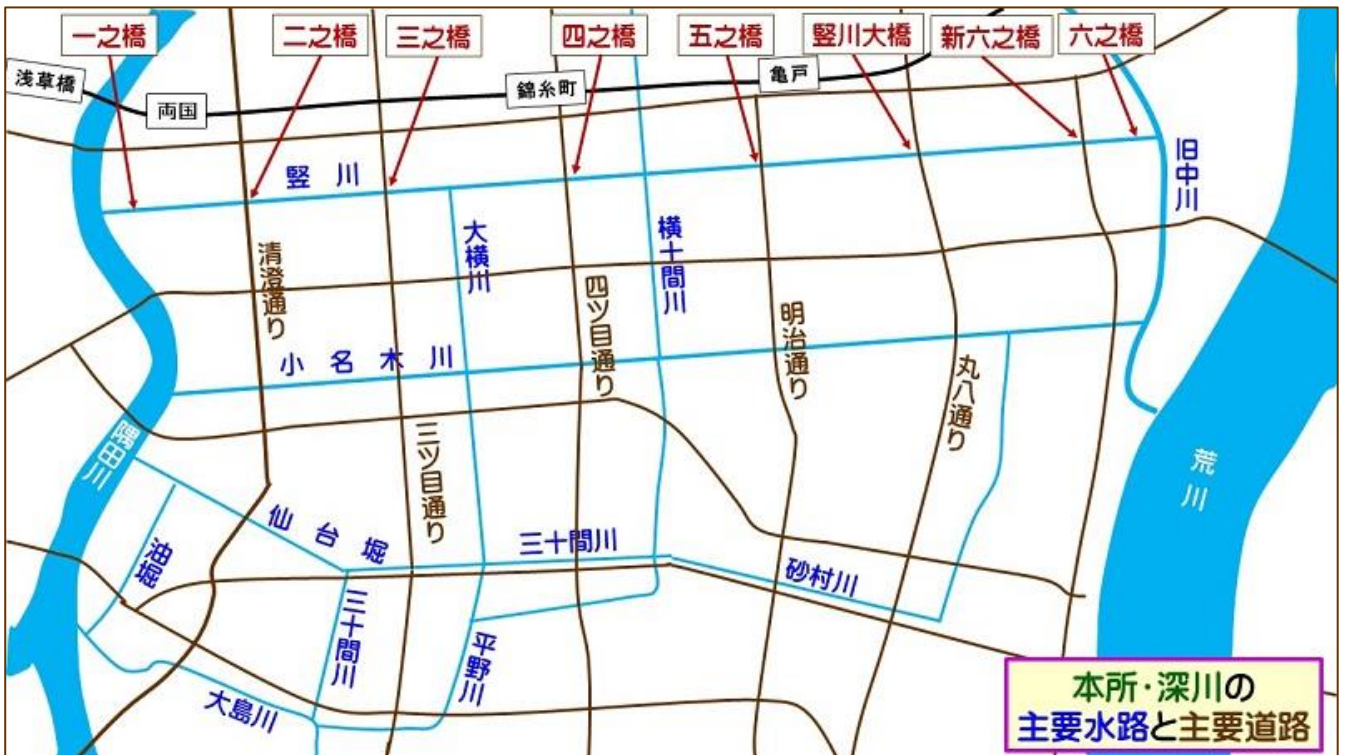 一之橋
二之橋
三之橋
四之橋
五之橋
竪川大橋
新六之橋
六之橋
浅草橋
両国
錦糸町
亀戸
竪川
旧中川
清澄通り
大横川
四ツ目通り
横十間川
明治通り
小名木川
丸八通り
隅田川
三ツ目通り
荒川
仙台堀
三十間川
油堀
砂村川
三十間川
平野川
大島川
本所・深川の
主要水路と主要道路